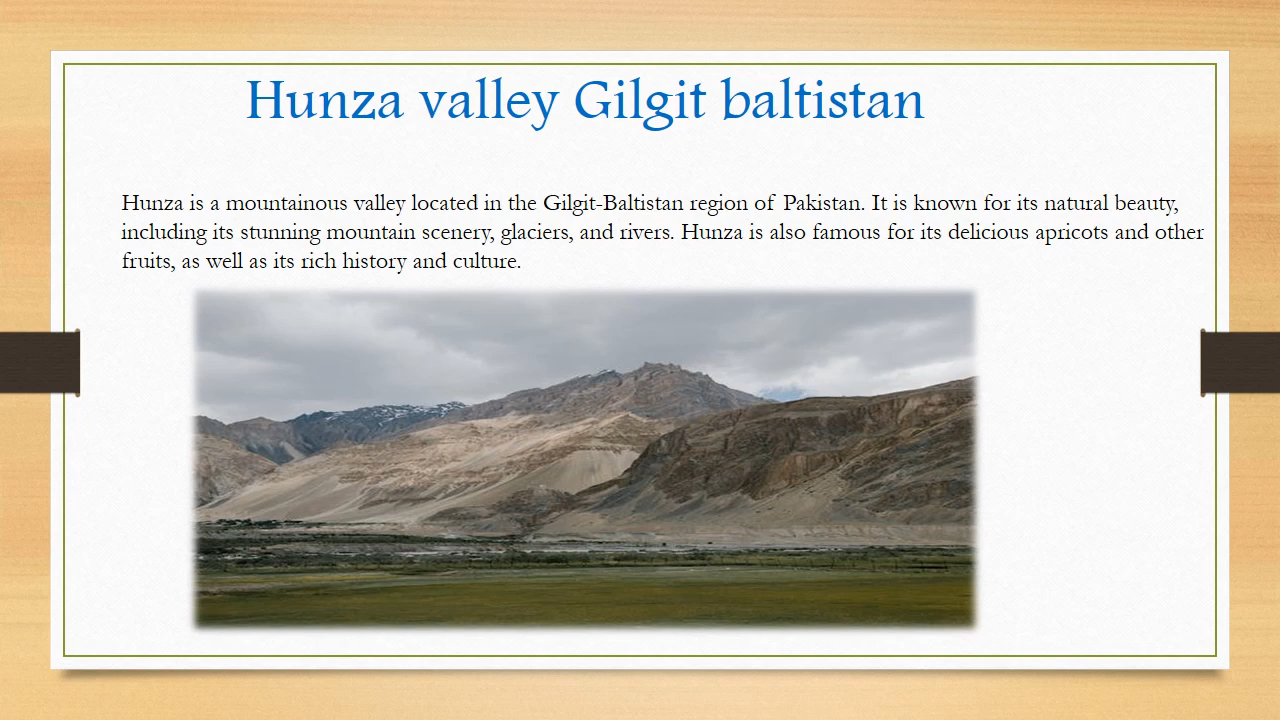 Hunza valley Gilgit baltistan
Hunza is a mountainous valley located in the Gilgit-Baltistan region of Pakistan. It is known for its natural beauty,
including its stunning mountain scenery, glaciers, and rivers. Hunza is also famous for its delicious apricots and other
fruits, as well as its rich history and culture.